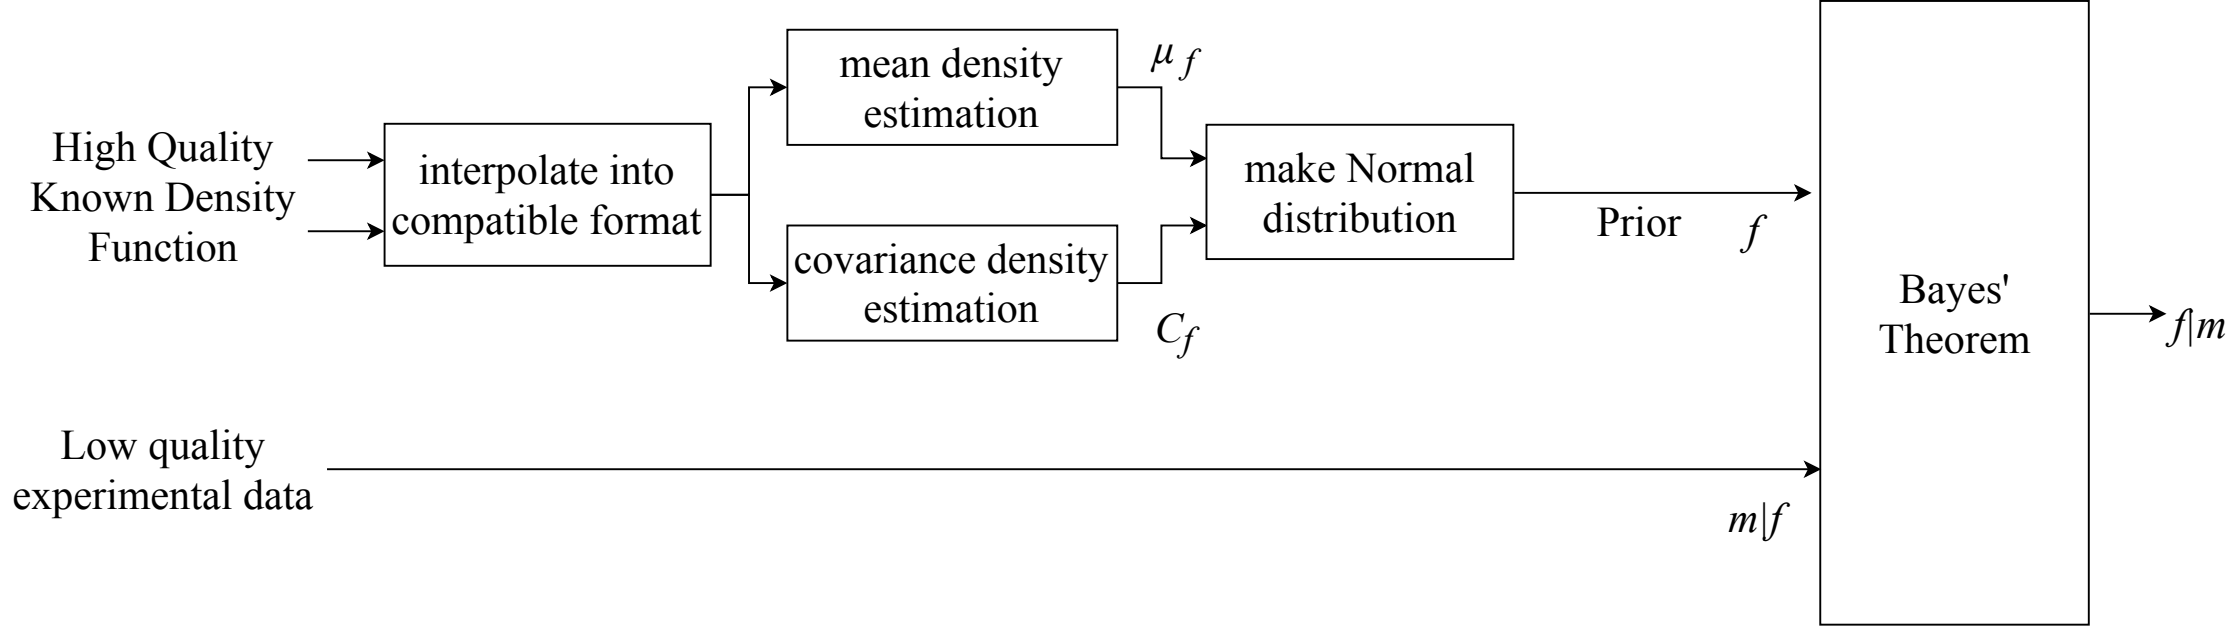 High Quality
Known Density
Function
interpolate into
compatible format
mean density
estimation
μ f
covariance density
estimation
Cf
make Normal
distribution
Prior f
Low quality
experimental data
m|f
Bayes'
Theorem
f|m